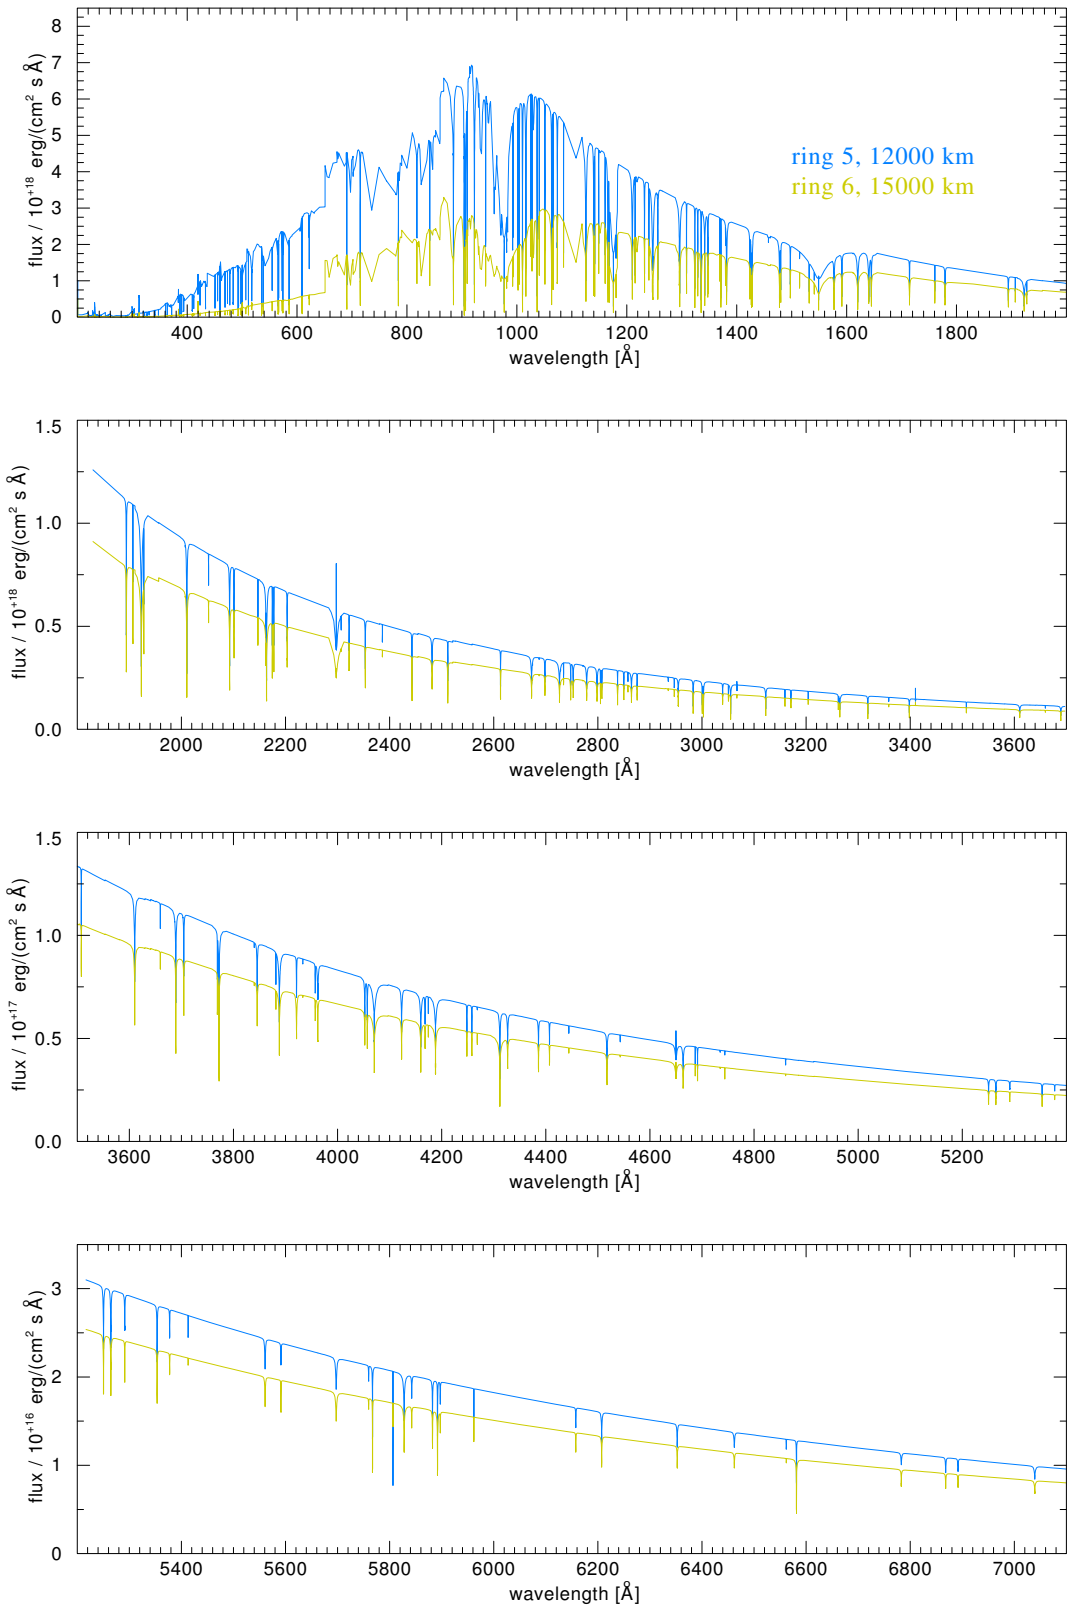 8
7
6
5
4
3
2
1
0
flux / 10⁺¹⁸ erg/(cm² s Å)
ring 5, 12000 km
ring 6, 15000 km
400 600 800 1000 1200 1400 1600 1800
wavelength [Å]
1.5
1.0
0.5
0.0
flux / 10⁺¹⁸ erg/(cm² s Å)
2000 2200 2400 2600 2800 3000 3200 3400 3600
wavelength [Å]
1.5
1.0
0.5
0.0
flux / 10⁺¹⁷ erg/(cm² s Å)
3600 3800 4000 4200 4400 4600 4800 5000 5200
wavelength [Å]
3
2
1
0
flux / 10⁺¹⁶ erg/(cm² s Å)
5400 5600 5800 6000 6200 6400 6600 6800 7000
wavelength [Å]